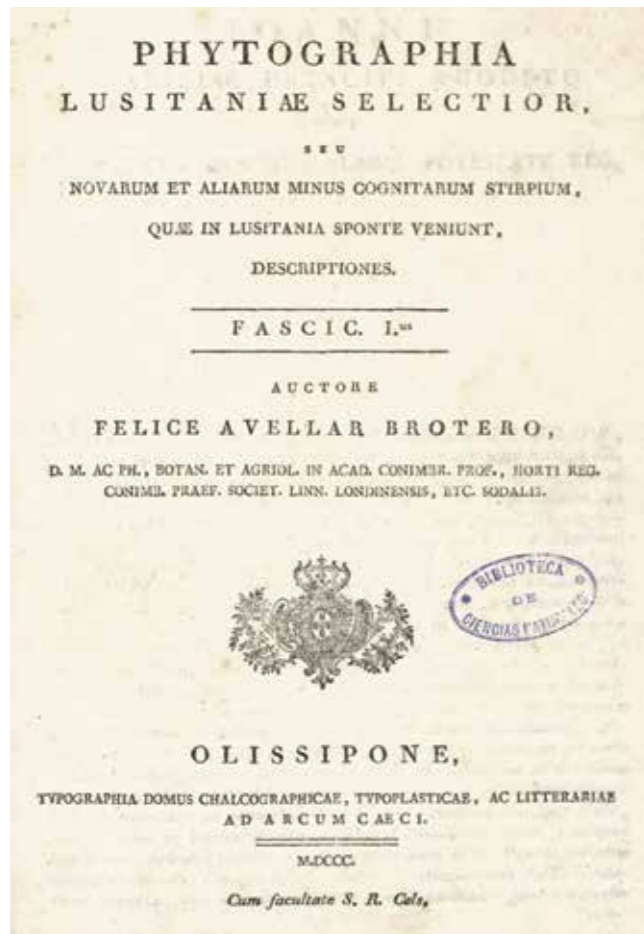 PHYTOGRAPHIA
LUSITANIÆ SELECTIOR,
SEU
NOVARUM ET ALIARUM MINUS COGNITARUM STIRPIUM,
QUÆ IN LUSITANIA SPONTE VENIUNT,
DESCRIPTIONES.
FASCIC. I.us
AUCTORE
FELICE AVELLAR BROTERO,
D. M. AC PH., BOTAN. ET AGRIOL. IN ACAD. CONIMBR. PROF., HORTI REG.
CONIMB. PRAEF. SOCIET. LINN. LONDINENSIS, ETC. SODALIS.
BIBLIOTECA
DE
CIENCIAS
OLISSIPONE,
TYPOGRAPHIA DOMUS CHALCOGRAPHICAE, TYPOPLASTICAE, AC LITTERARIAE
AD ARCUM CAECI.
M.DCCC.
Cum facultate S. R. Cels.